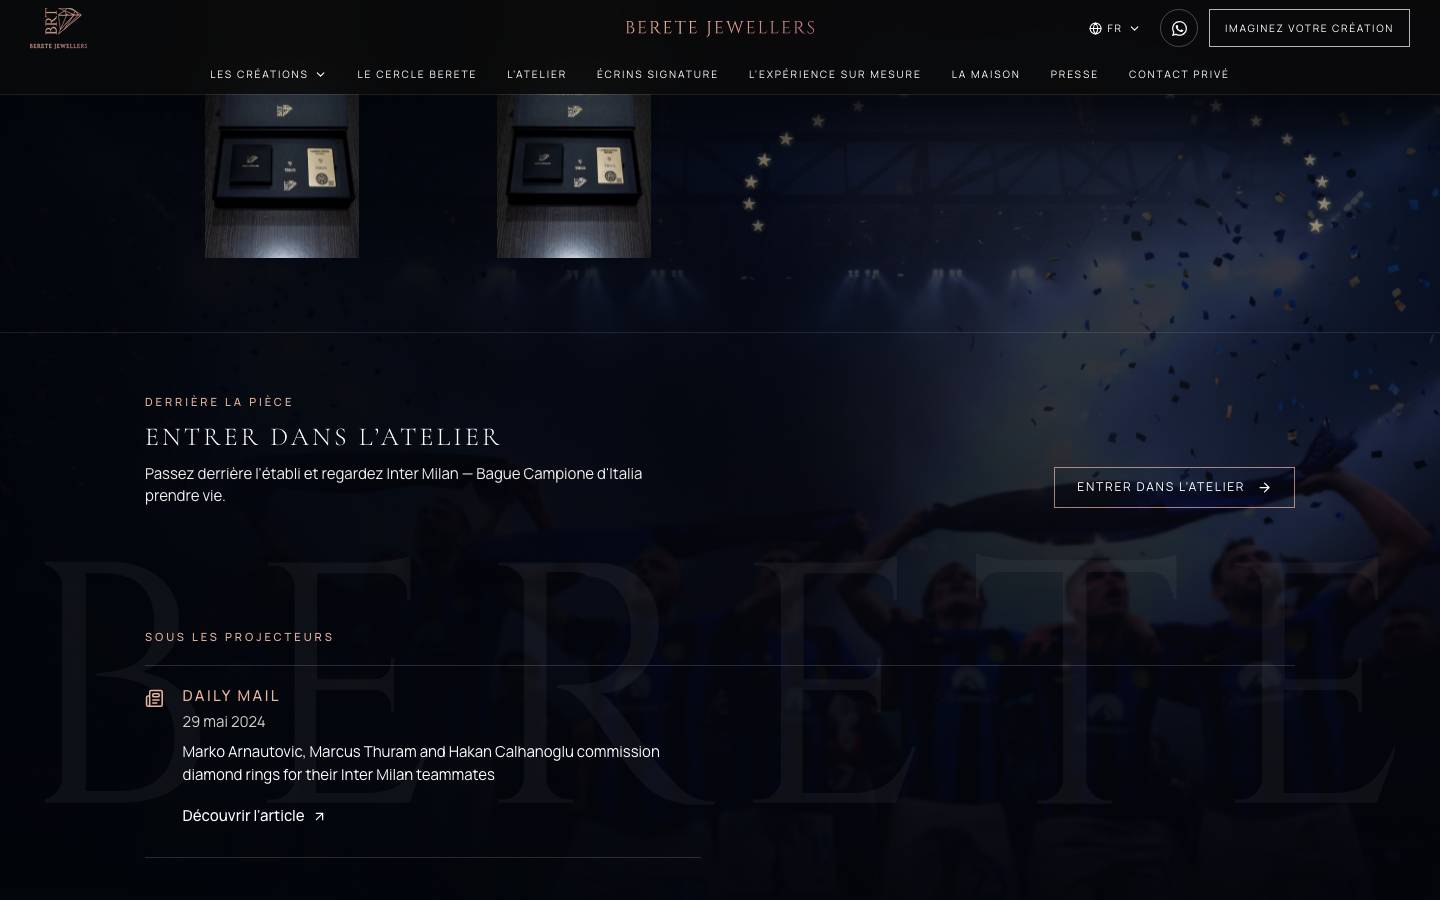 BRT
BERETE JEWELLERS
BERETE JEWELLERS
FR
IMAGINEZ VOTRE CRÉATION
LES CRÉATIONS
LE CERCLE BERETE
L'ATELIER
ÉCRINS SIGNATURE
L'EXPÉRIENCE SUR MESURE
LA MAISON
PRESSE
CONTACT PRIVÉ
DERRIÈRE LA PIÈCE
ENTRER DANS L'ATELIER
Passez derrière l'établi et regardez Inter Milan — Bague Campione d'Italia
prendre vie.
ENTRER DANS L'ATELIER
BERETE
SOUS LES PROJECTEURS
DAILY MAIL
29 mai 2024
Marko Arnautovic, Marcus Thuram and Hakan Calhanoglu commission
diamond rings for their Inter Milan teammates
Découvrir l'article